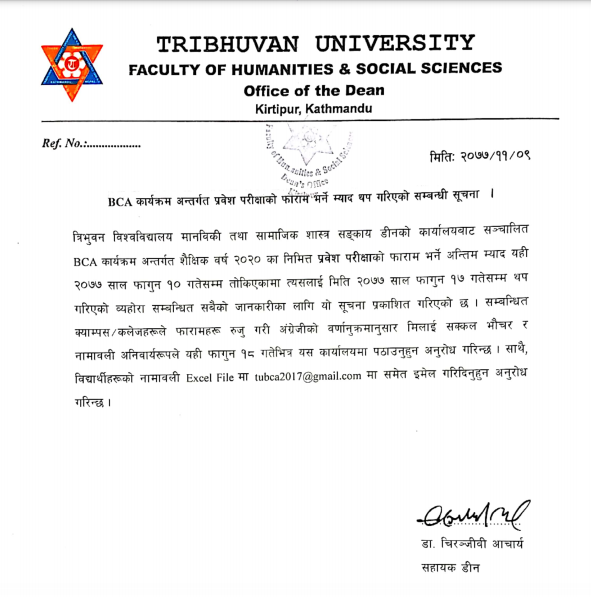 TRIBHUVAN UNIVERSITY
FACULTY OF HUMANITIES & SOCIAL SCIENCES
Office of the Dean
Kirtipur, Kathmandu
Ref. No.:...................
Faculty of Humanities & Social Sciences
Dean's Office
मितिः २०७७/११/०९
BCA कार्यक्रम अन्तर्गत प्रवेश परीक्षाको फाराम भर्ने म्याद थप गरिएको सम्बन्धी सूचना ।
त्रिभुवन विश्वविद्यालय मानविकी तथा सामाजिक शास्त्र सङ्काय डीनको कार्यालयबाट सञ्चालित
BCA कार्यक्रम अन्तर्गत शैक्षिक वर्ष २०२० का निमित्त प्रवेश परीक्षाको फाराम भर्ने अन्तिम म्याद यही
२०७७ साल फागुन १० गतेसम्म तोकिएकामा त्यसलाई मिति २०७७ साल फागुन १७ गतेसम्म थप
गरिएको व्यहोरा सम्बन्धित सबैको जानकारीका लागि यो सूचना प्रकाशित गरिएको छ । सम्बन्धित
क्याम्पस/कलेजहरूले फारामहरू रुजु गरी अंग्रेजीको वर्णानुक्रमानुसार मिलाई सक्कल भौचर र
नामावली अनिवार्यरूपले यही फागुन १८ गतेभित्र यस कार्यालयमा पठाउनुहुन अनुरोध गरिन्छ । साथै,
विद्यार्थीहरूको नामावली Excel File मा tubca2017@gmail.com मा समेत इमेल गरिदिनुहुन अनुरोध
गरिन्छ ।
डा. चिरञ्जीवी आचार्य
सहायक डीन